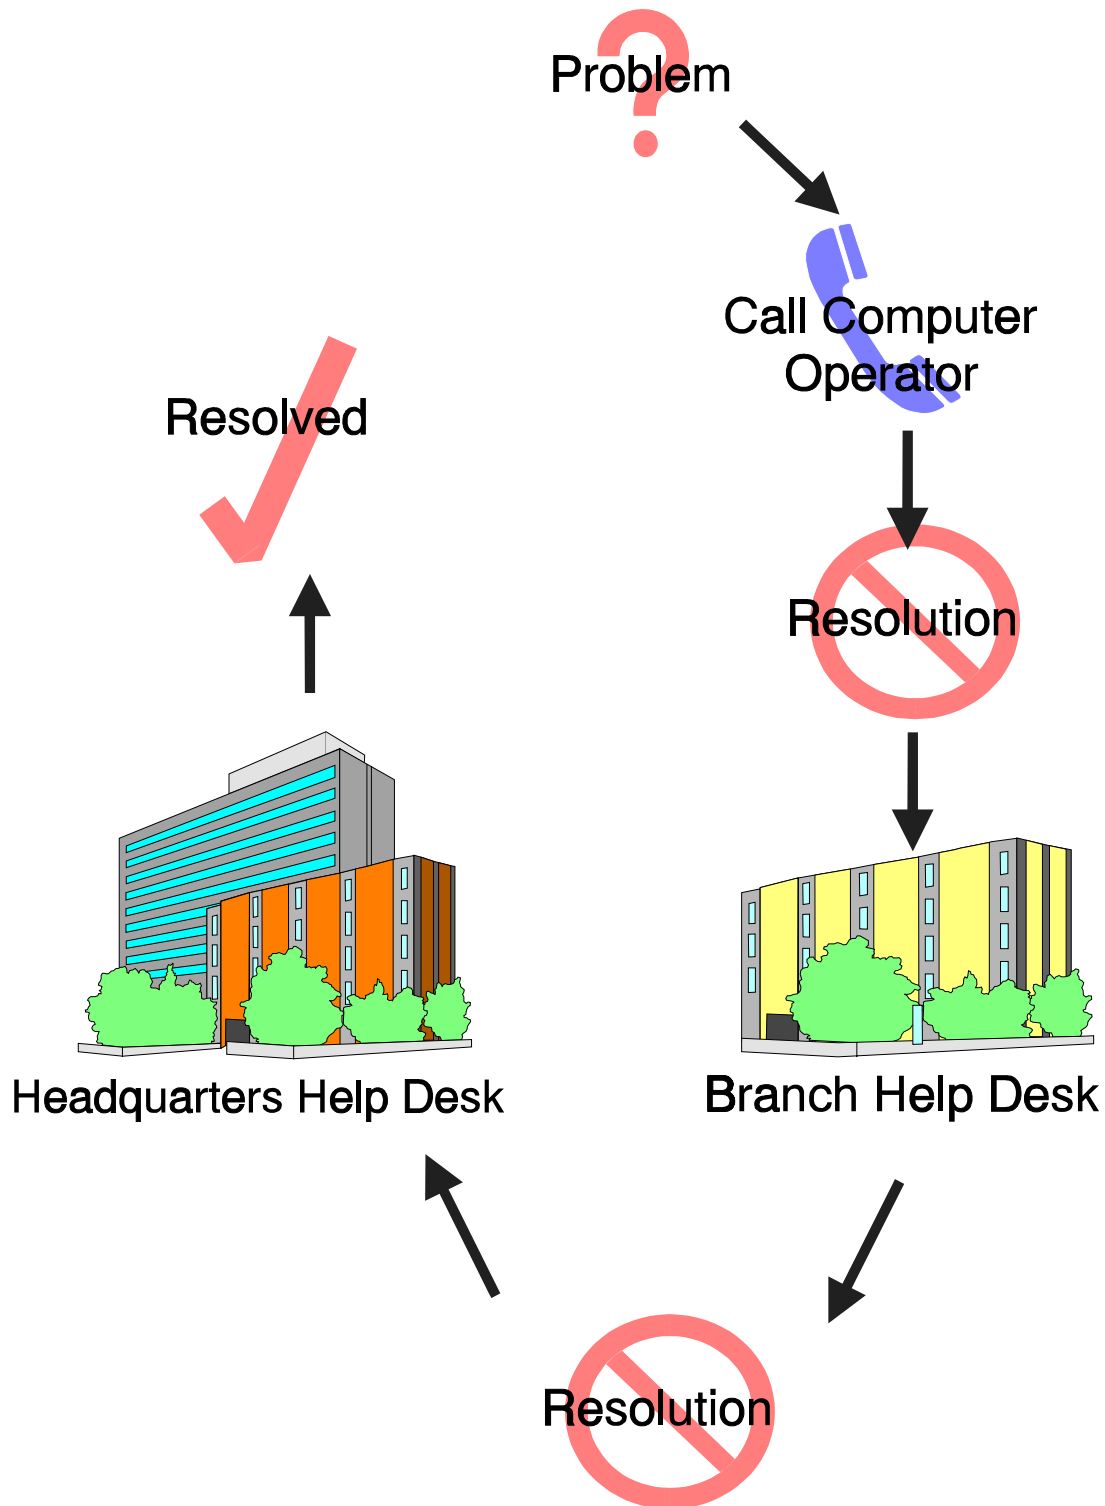 Problem
Call Computer
Operator
Resolved
Resolution
Headquarters Help Desk
Branch Help Desk
Resolution